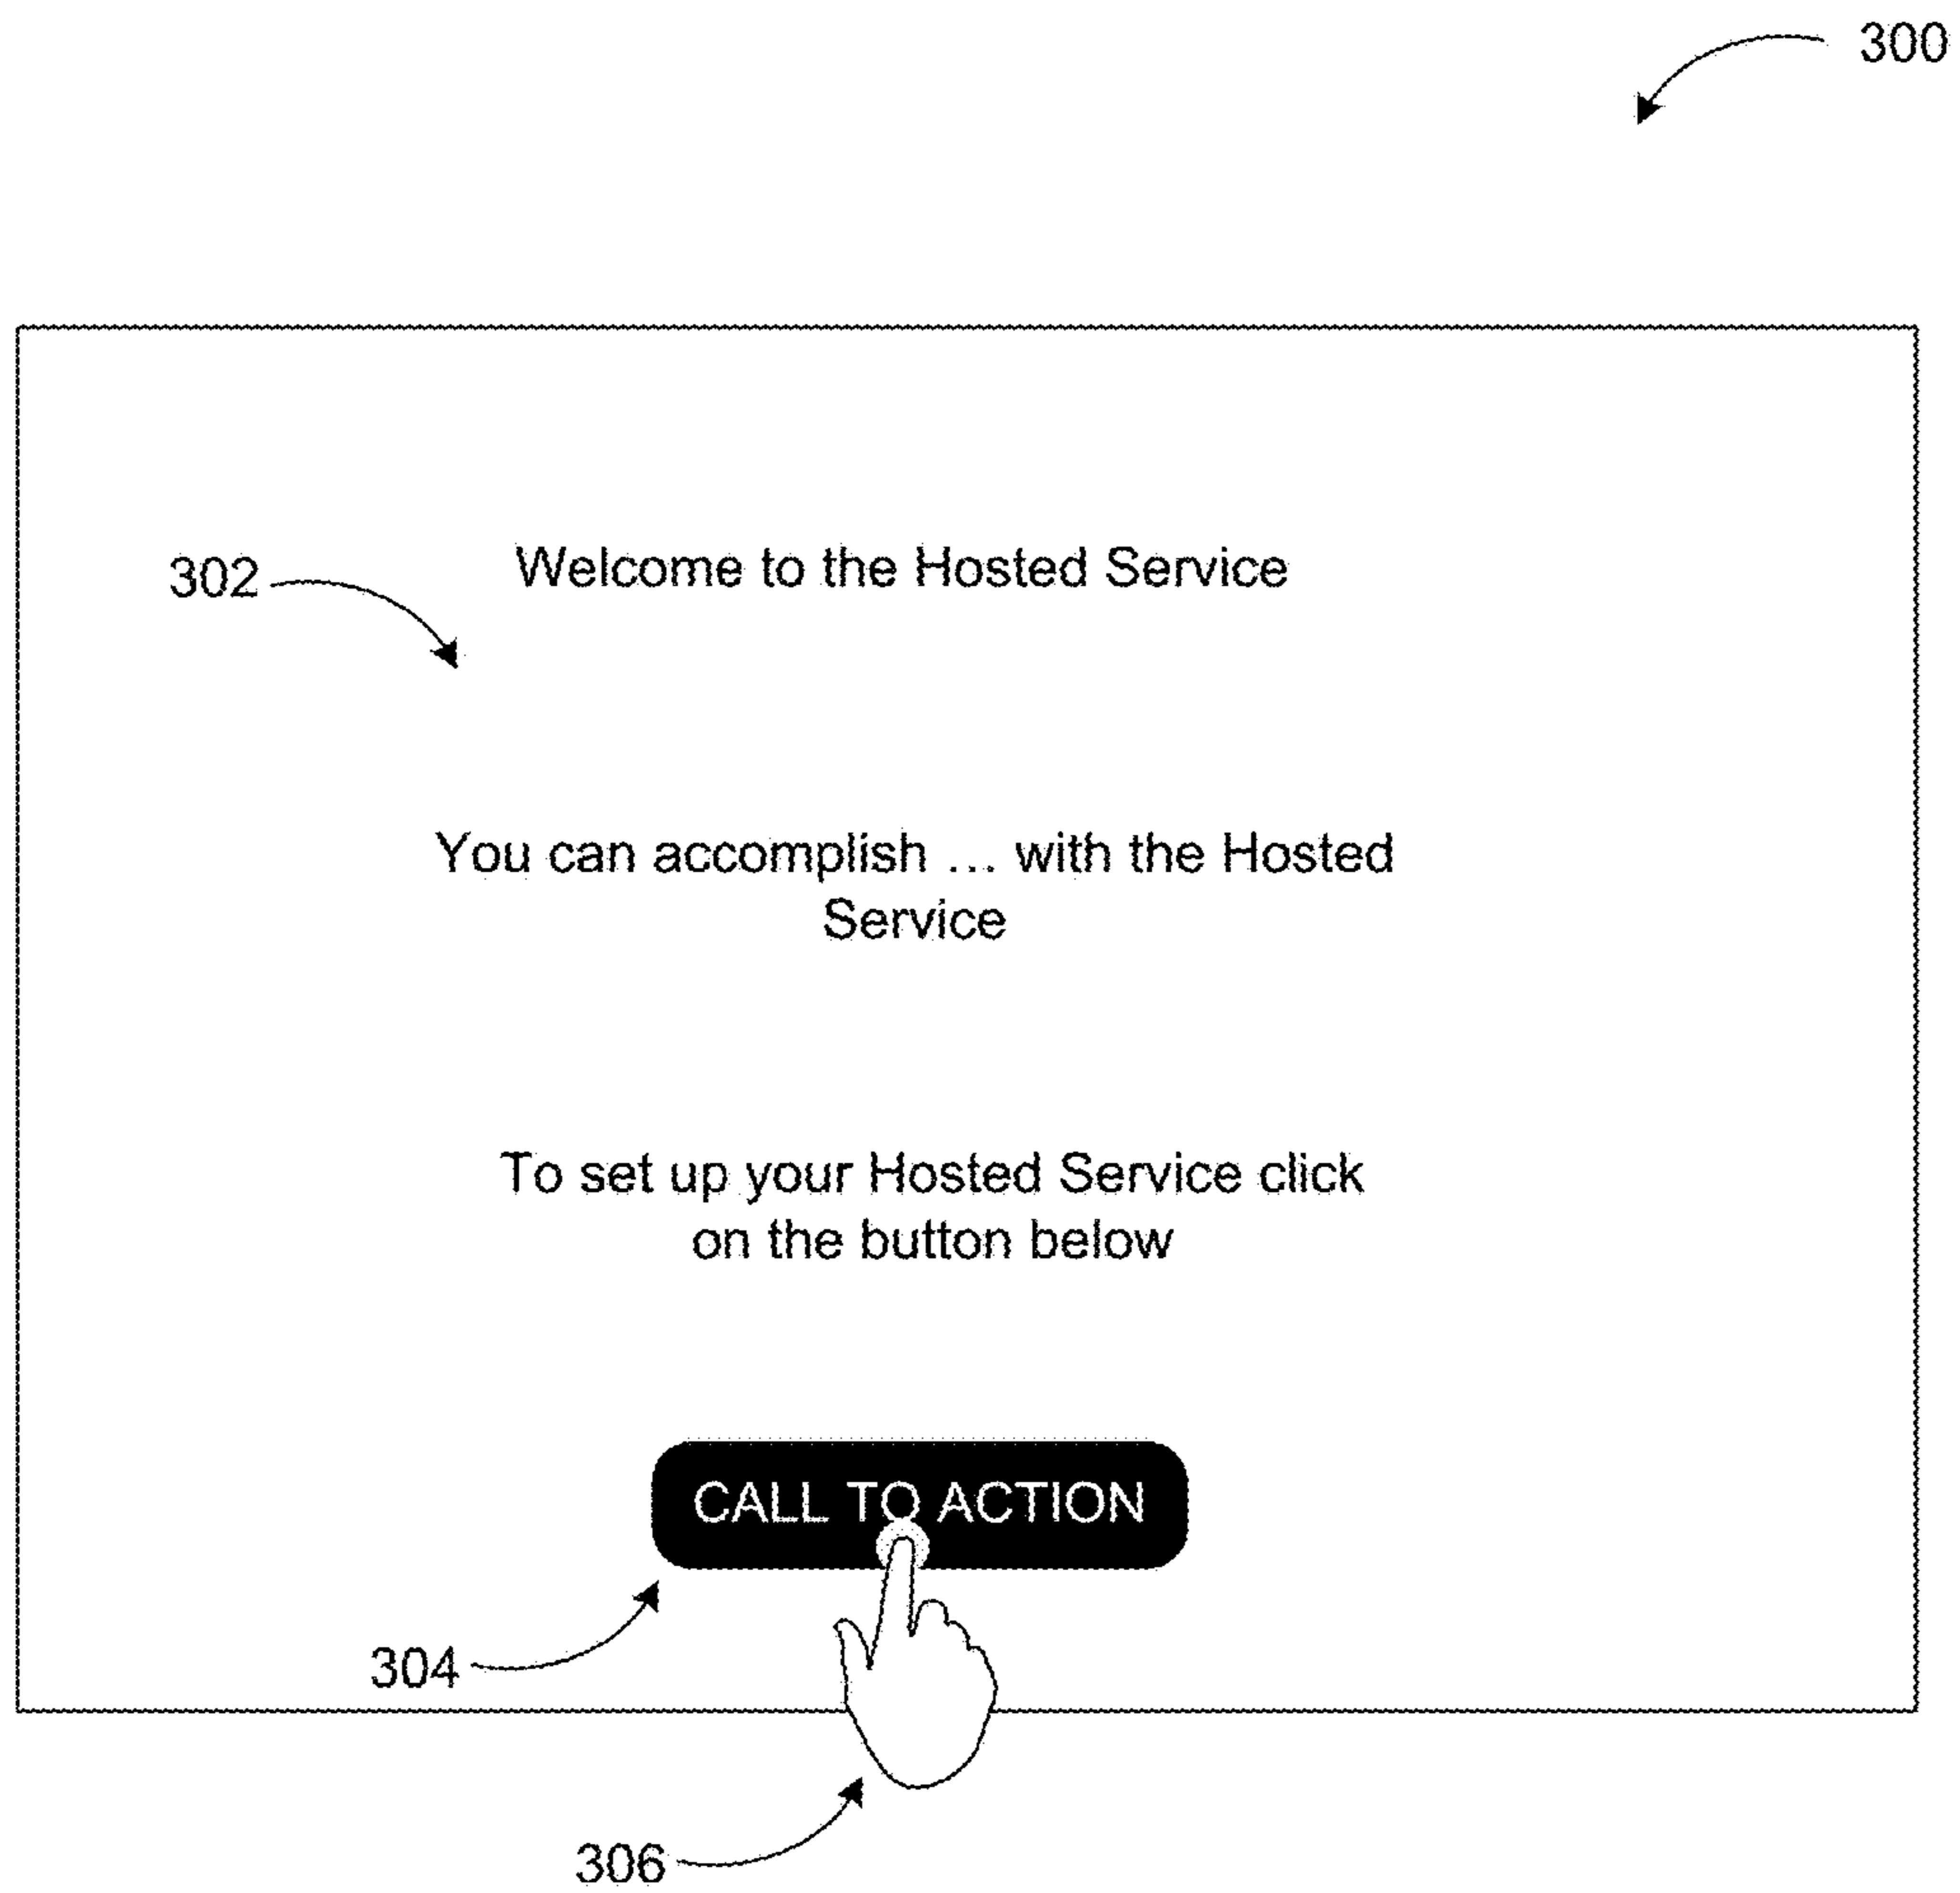 300
302
Welcome to the Hosted Service
You can accomplish ... with the Hosted
Service
To set up your Hosted Service click
on the button below
CALL TO ACTION
304
306